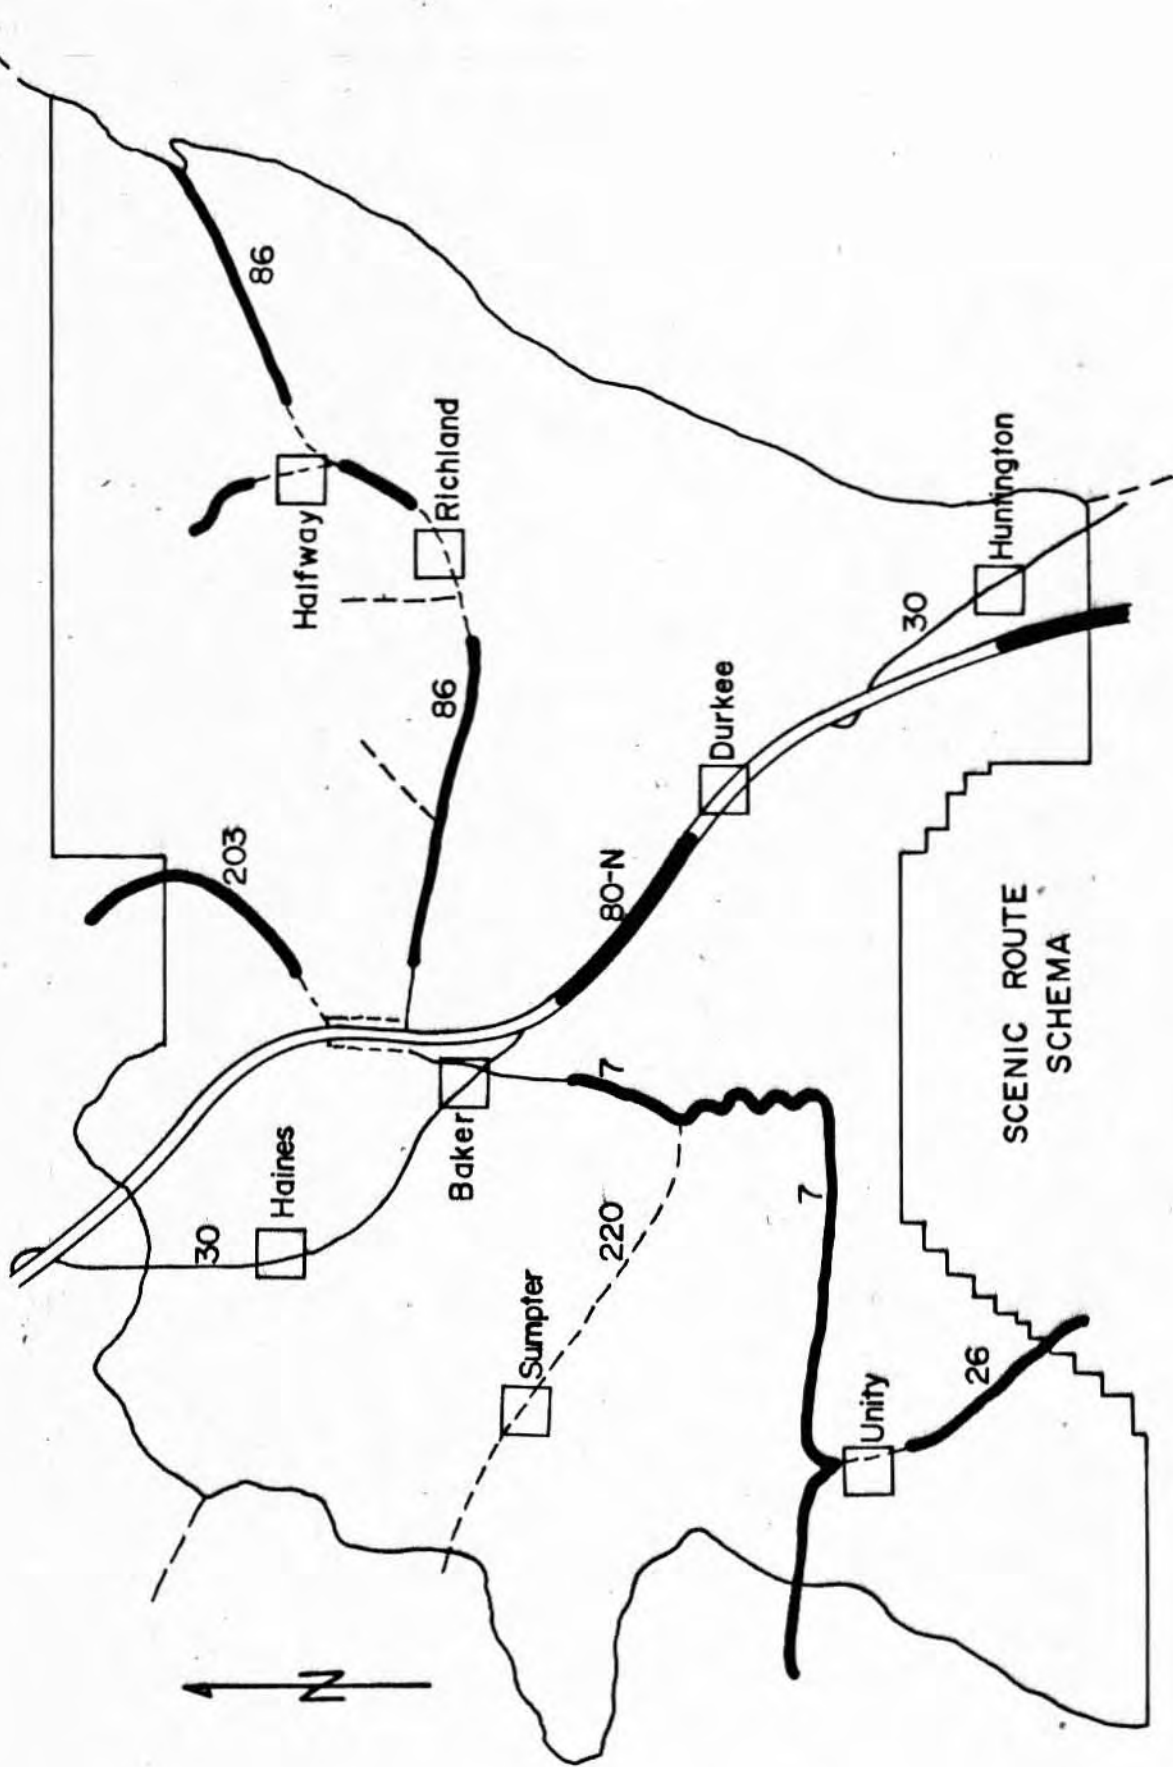 86
Halfway
Richland
86
203
30
Huntington
Durkee
80-N
Haines
30
Baker
7
220
7
Sumpter
Unity
26
N
SCENIC ROUTE
SCHEMA